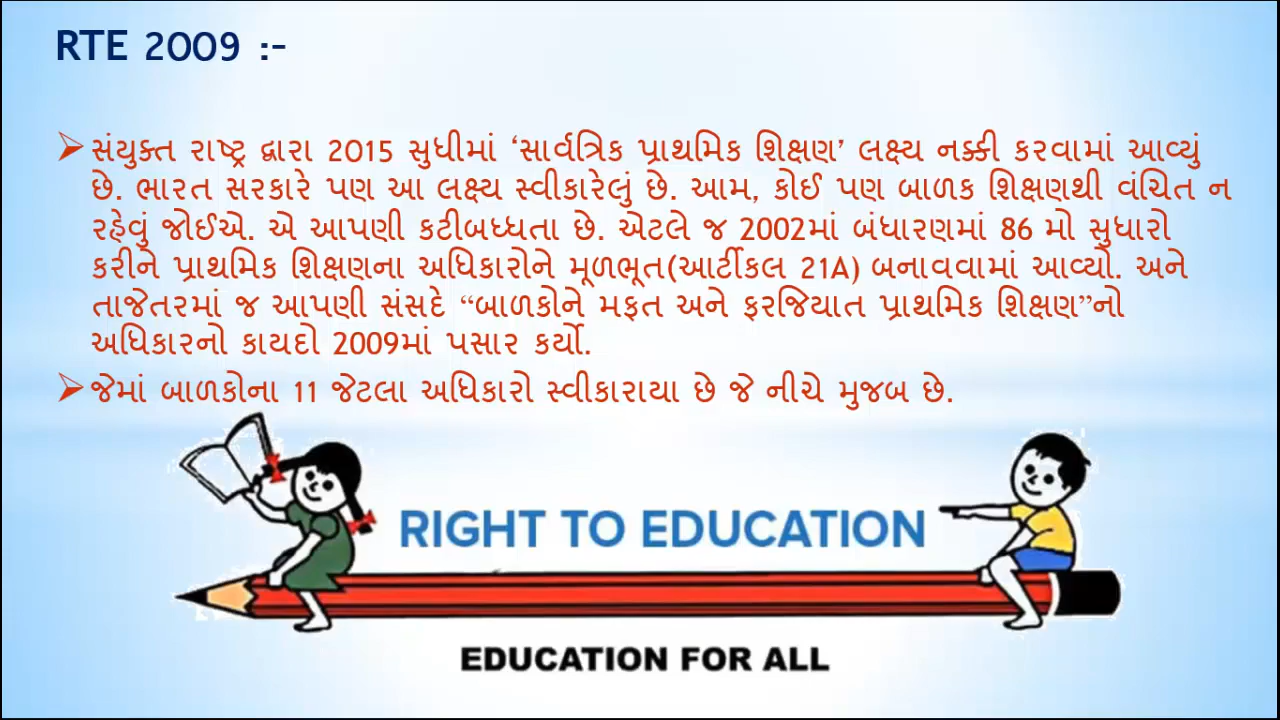 RTE 2009 :-
➢ સંયુક્ત રાષ્ટ્ર દ્વારા 2015 સુધીમાં ‘સાર્વત્રિક પ્રાથમિક શિક્ષણ’ લક્ષ્ય નક્કી કરવામાં આવ્યું
છે. ભારત સરકારે પણ આ લક્ષ્ય સ્વીકારેલું છે. આમ, કોઈ પણ બાળક શિક્ષણથી વંચિત ન
રહેવું જોઈએ. એ આપણી કટીબધ્ધતા છે. એટલે જ 2002માં બંધારણમાં 86 મો સુધારો
કરીને પ્રાથમિક શિક્ષણના અધિકારોને મૂળભૂત(આર્ટીકલ 21A) બનાવવામાં આવ્યો. અને
તાજેતરમાં જ આપણી સંસદે “બાળકોને મફત અને ફરજિયાત પ્રાથમિક શિક્ષણ”નો
અધિકારનો કાયદો 2009માં પસાર કર્યો.
➢ જેમાં બાળકોના 11 જેટલા અધિકારો સ્વીકારાયા છે જે નીચે મુજબ છે.
RIGHT TO EDUCATION
EDUCATION FOR ALL